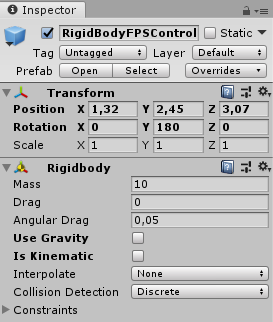 Inspector
RigidBodyFPSControl Static
Tag Untagged Layer Default
Prefab Open Select Overrides
Transform
Position X 1,32 Y 2,45 Z 3,07
Rotation X 0 Y 180 Z 0
Scale X 1 Y 1 Z 1
Rigidbody
Mass 10
Drag 0
Angular Drag 0,05
Use Gravity
Is Kinematic
Interpolate None
Collision Detection Discrete
Constraints